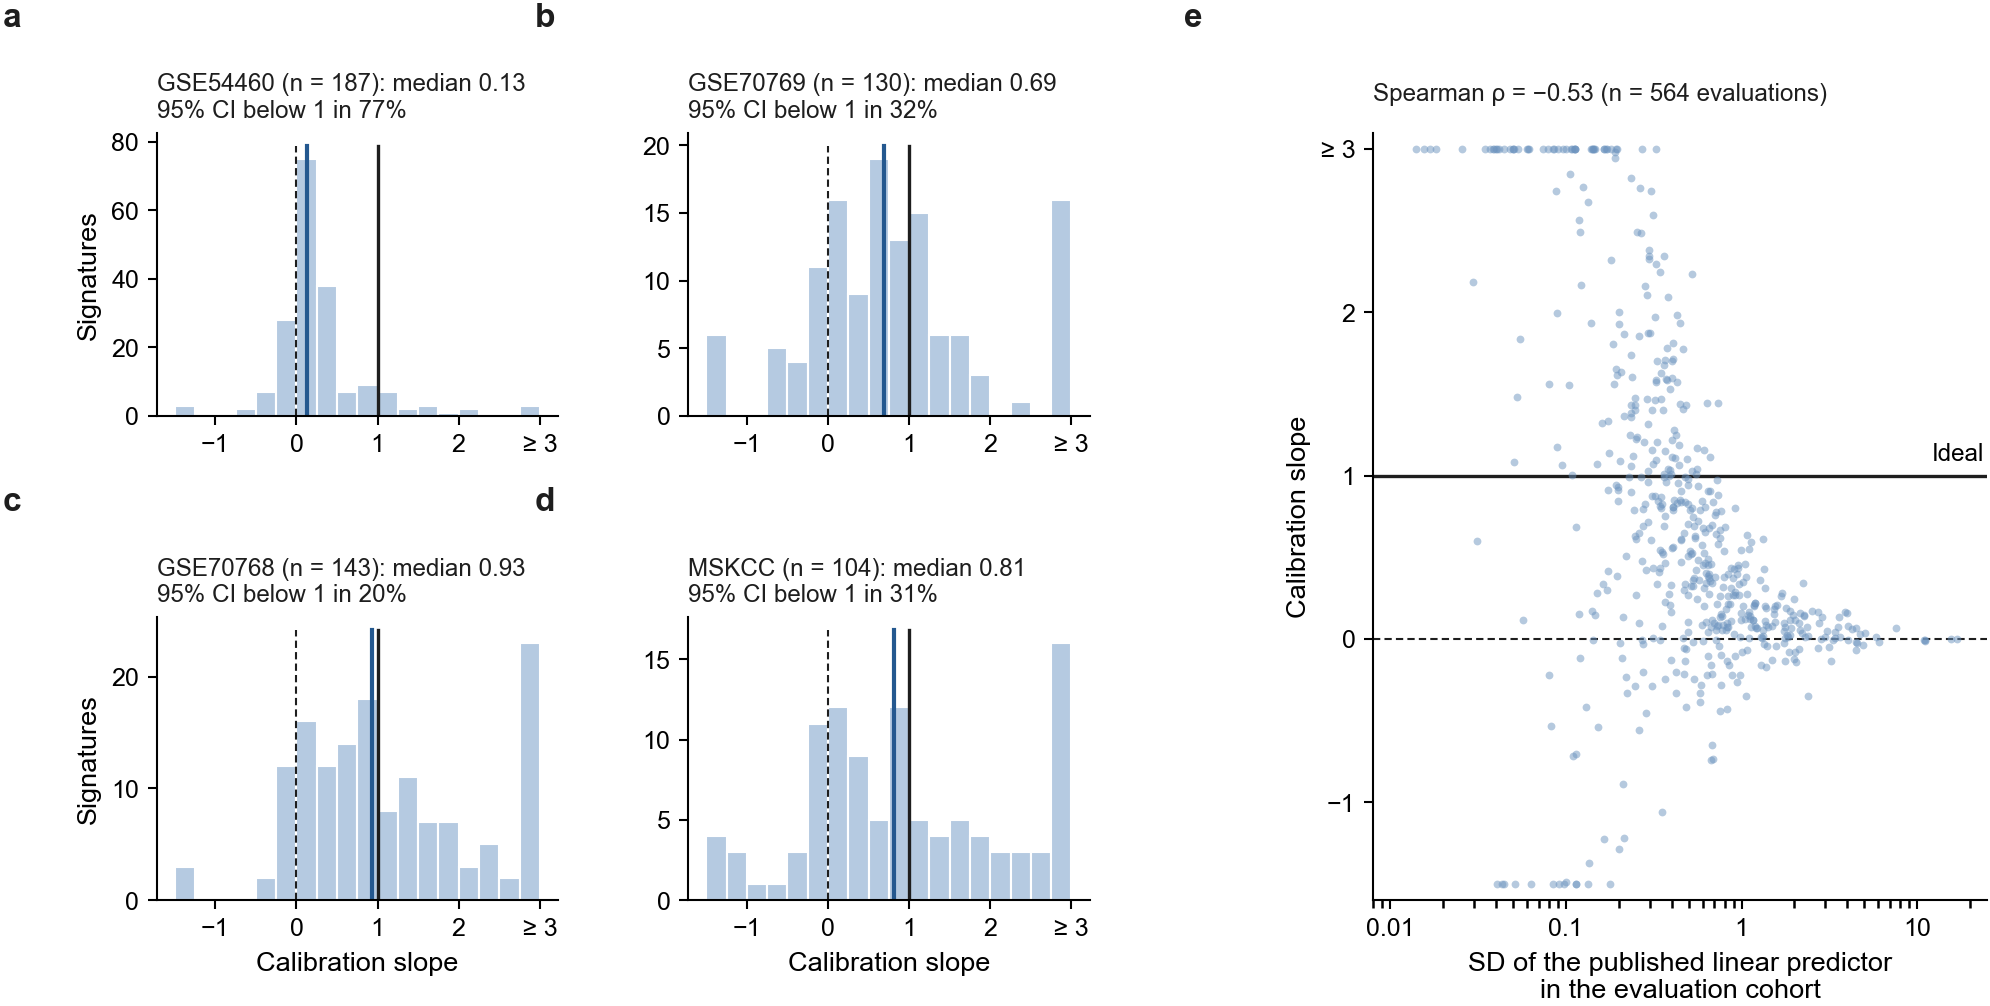 a
GSE54460 (n = 187): median 0.13
95% CI below 1 in 77%
Signatures
80
60
40
20
0
−1
0
1
2
≥ 3
b
GSE70769 (n = 130): median 0.69
95% CI below 1 in 32%
20
15
10
5
0
−1
0
1
2
≥ 3
c
GSE70768 (n = 143): median 0.93
95% CI below 1 in 20%
Signatures
20
10
0
−1
0
1
2
≥ 3
Calibration slope
d
MSKCC (n = 104): median 0.81
95% CI below 1 in 31%
15
10
5
0
−1
0
1
2
≥ 3
Calibration slope
e
Spearman ρ = −0.53 (n = 564 evaluations)
Calibration slope
≥ 3
2
1
0
−1
Ideal
0.01
0.1
1
10
SD of the published linear predictor
in the evaluation cohort